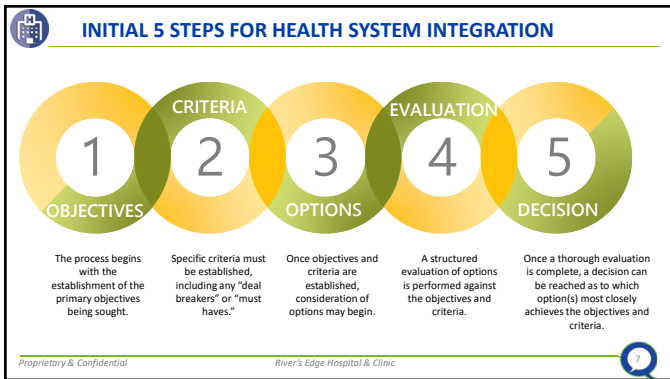 INITIAL 5 STEPS FOR HEALTH SYSTEM INTEGRATION
1
OBJECTIVES
CRITERIA
2
3
OPTIONS
EVALUATION
4
5
DECISION
The process begins
with the
establishment of the
primary objectives
being sought.
Specific criteria must
be established,
including any “deal
breakers” or “must
haves.”
Once objectives and
criteria are
established,
consideration of
options may begin.
A structured
evaluation of options
is performed against
the objectives and
criteria.
Once a thorough evaluation
is complete, a decision can
be reached as to which
option(s) most closely
achieves the objectives and
criteria.
Proprietary & Confidential
River’s Edge Hospital & Clinic
7